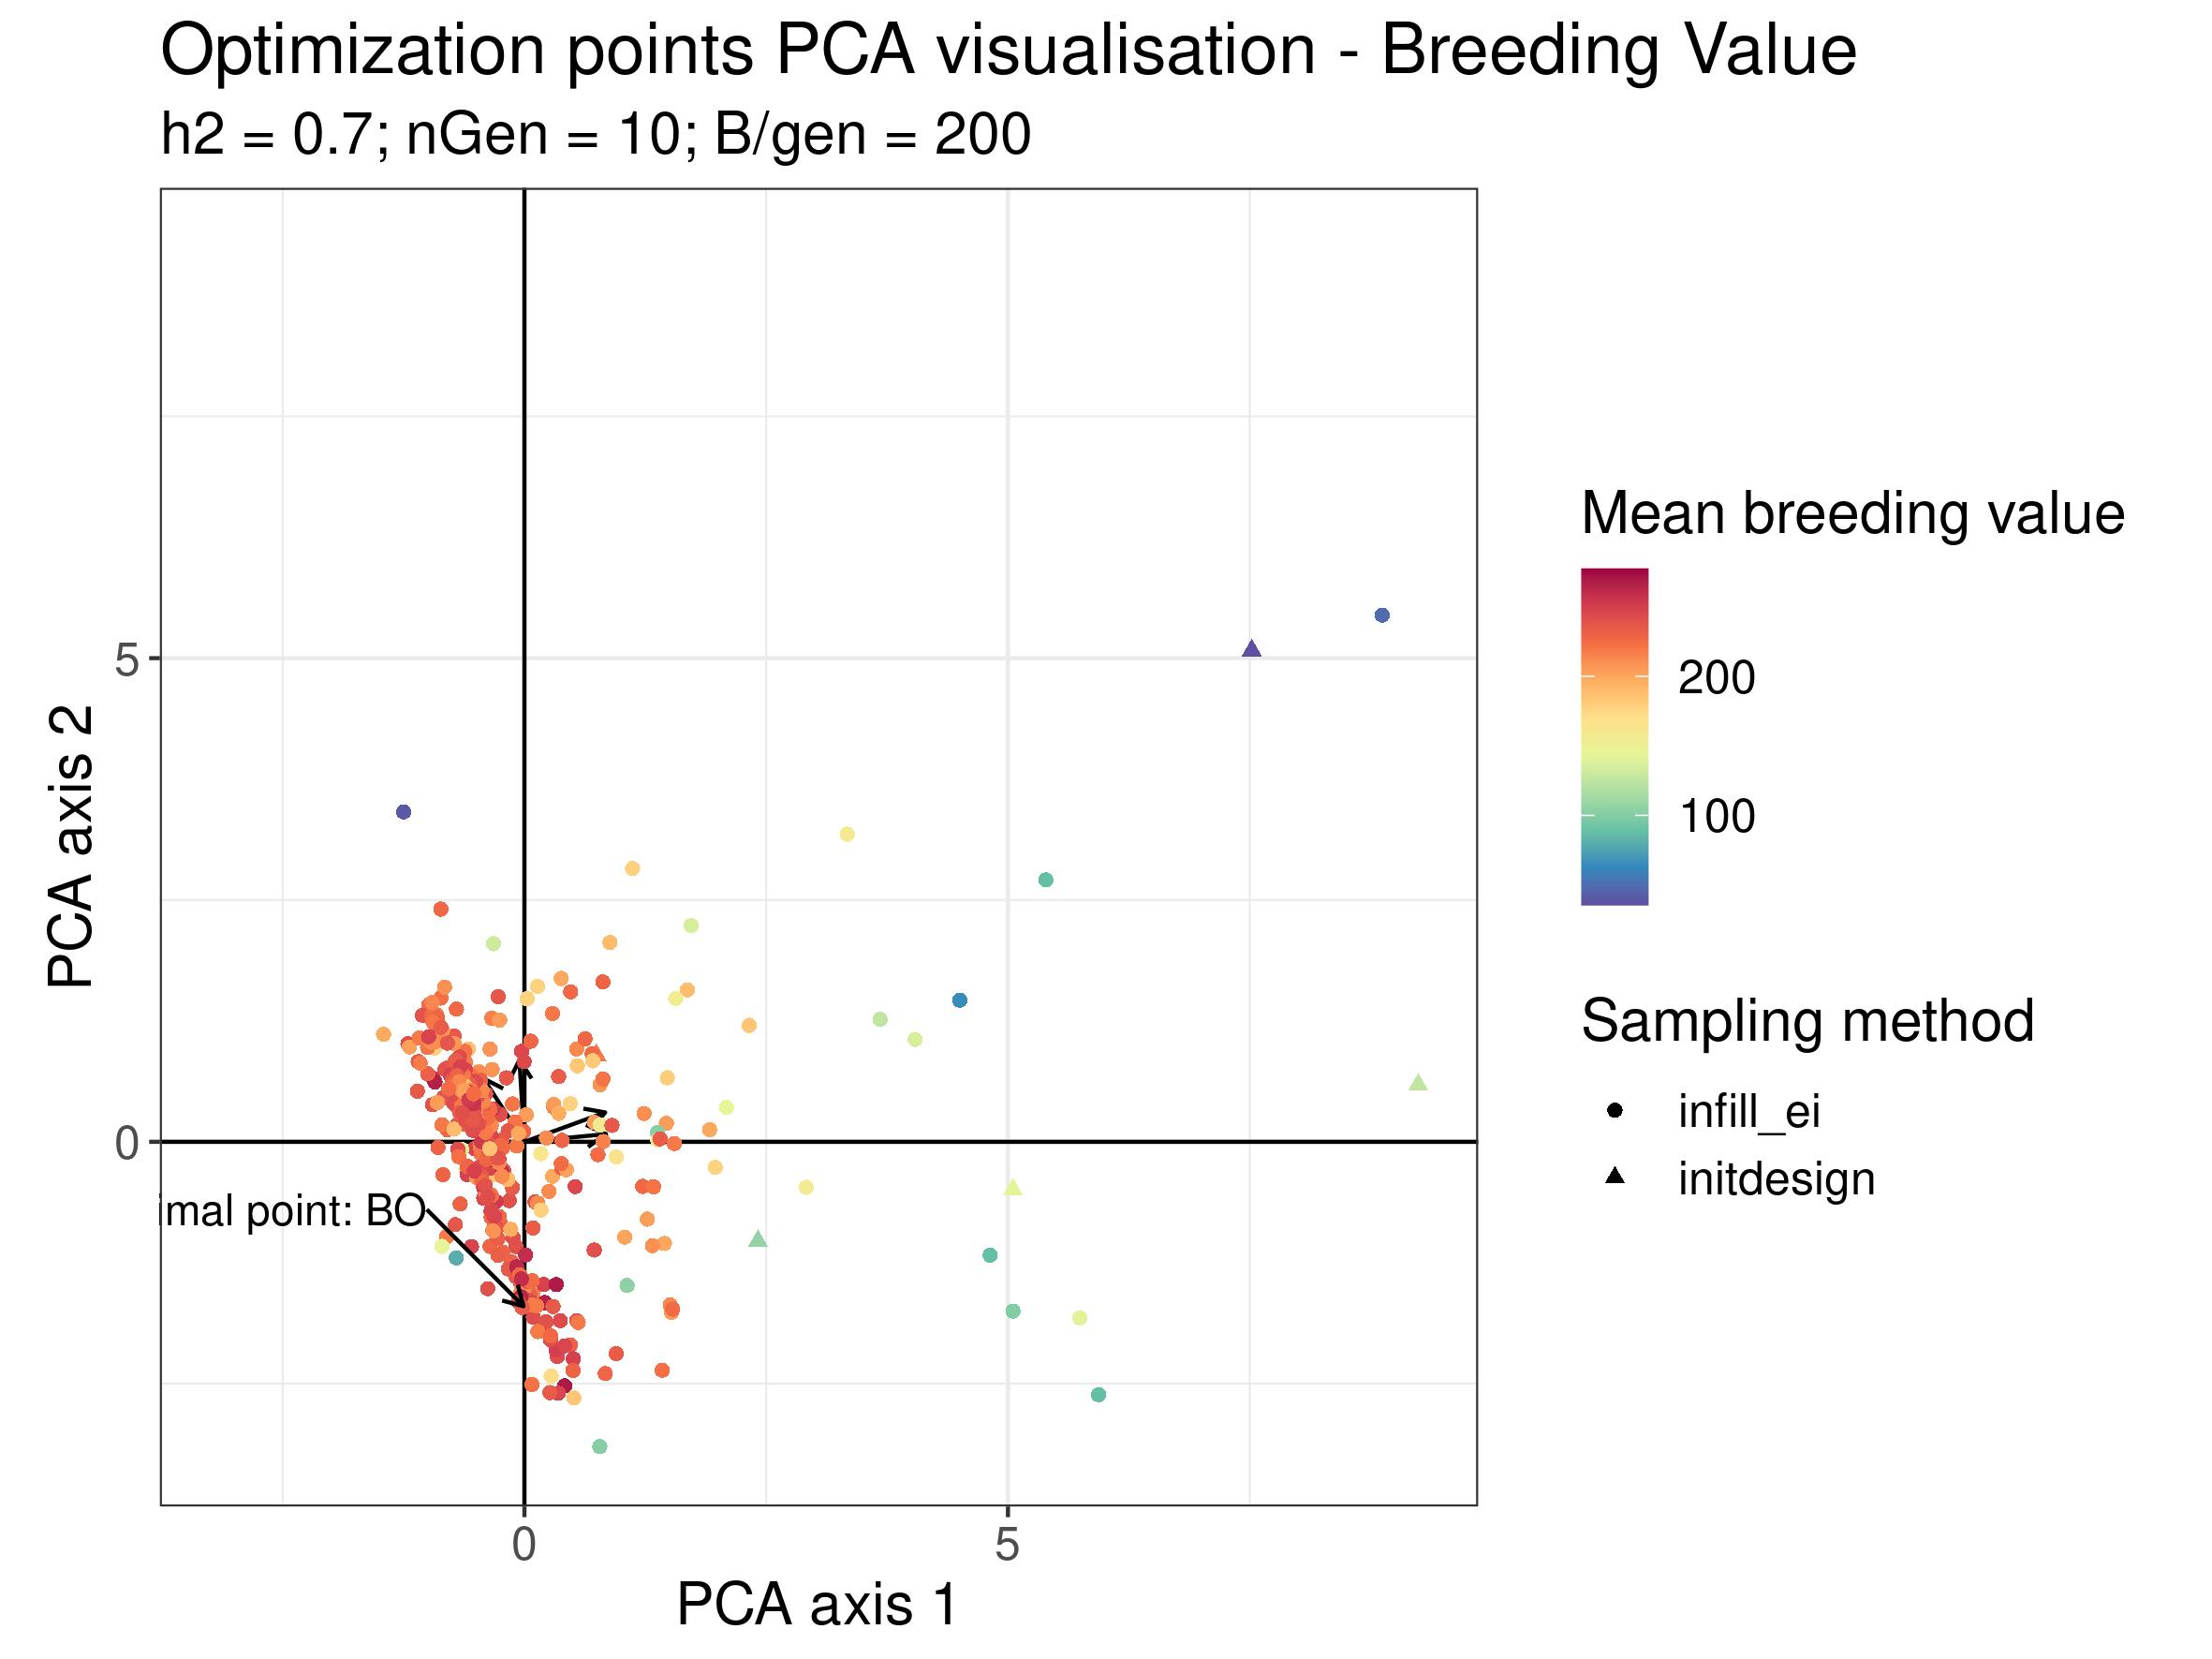 Optimization points PCA visualisation - Breeding Value
h2 = 0.7; nGen = 10; B/gen = 200
PCA axis 2
5
0
point: BO
0
5
PCA axis 1
Mean breeding value
200
100
Sampling method
infill_ei
initdesign